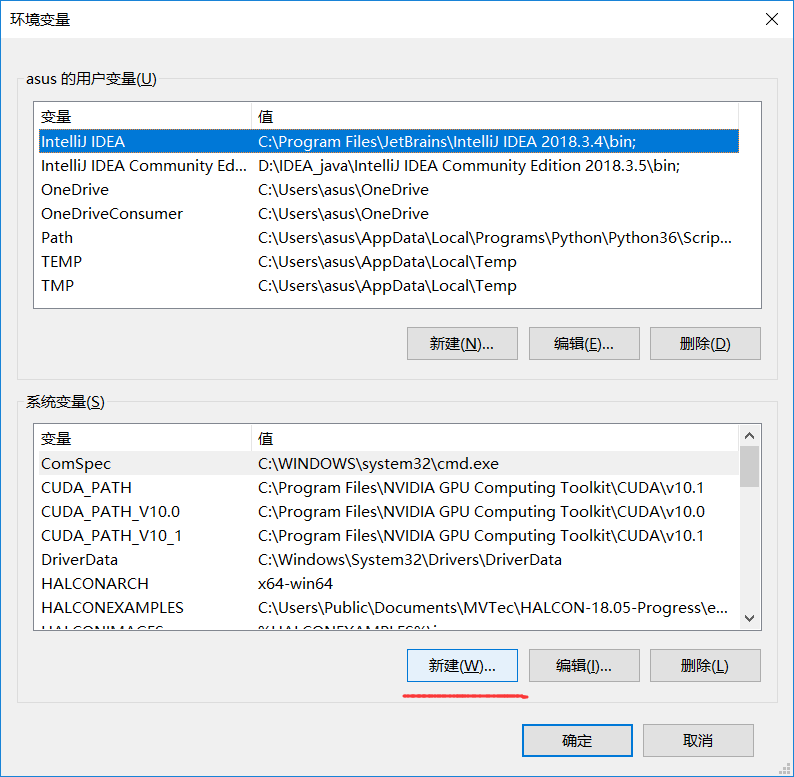 环境变量
asus 的用户变量(U)
变量 值
IntelliJ IDEA C:\Program Files\JetBrains\IntelliJ IDEA 2018.3.4\bin;
IntelliJ IDEA Community Ed... D:\IDEA_java\IntelliJ IDEA Community Edition 2018.3.5\bin;
OneDrive C:\Users\asus\OneDrive
OneDriveConsumer C:\Users\asus\OneDrive
Path C:\Users\asus\AppData\Local\Programs\Python\Python36\Scrip...
TEMP C:\Users\asus\AppData\Local\Temp
TMP C:\Users\asus\AppData\Local\Temp
新建(N)... 编辑(E)... 删除(D)
系统变量(S)
变量 值
ComSpec C:\WINDOWS\system32\cmd.exe
CUDA_PATH C:\Program Files\NVIDIA GPU Computing Toolkit\CUDA\v10.1
CUDA_PATH_V10.0 C:\Program Files\NVIDIA GPU Computing Toolkit\CUDA\v10.0
CUDA_PATH_V10_1 C:\Program Files\NVIDIA GPU Computing Toolkit\CUDA\v10.1
DriverData C:\Windows\System32\Drivers\DriverData
HALCONARCH x64-win64
HALCONEXAMPLES C:\Users\Public\Documents\MVTec\HALCON-18.05-Progress\e...
HALCONIMAGES %HALCONEXAMPLES%\i
新建(W)... 编辑(I)... 删除(L)
确定 取消